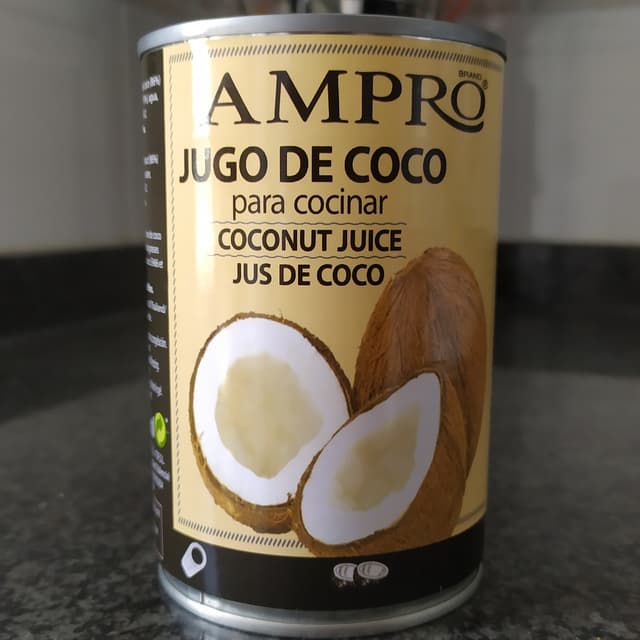 AMPRO
BRAND
®
JUGO DE COCO
para cocinar
COCONUT JUICE
JUS DE COCO